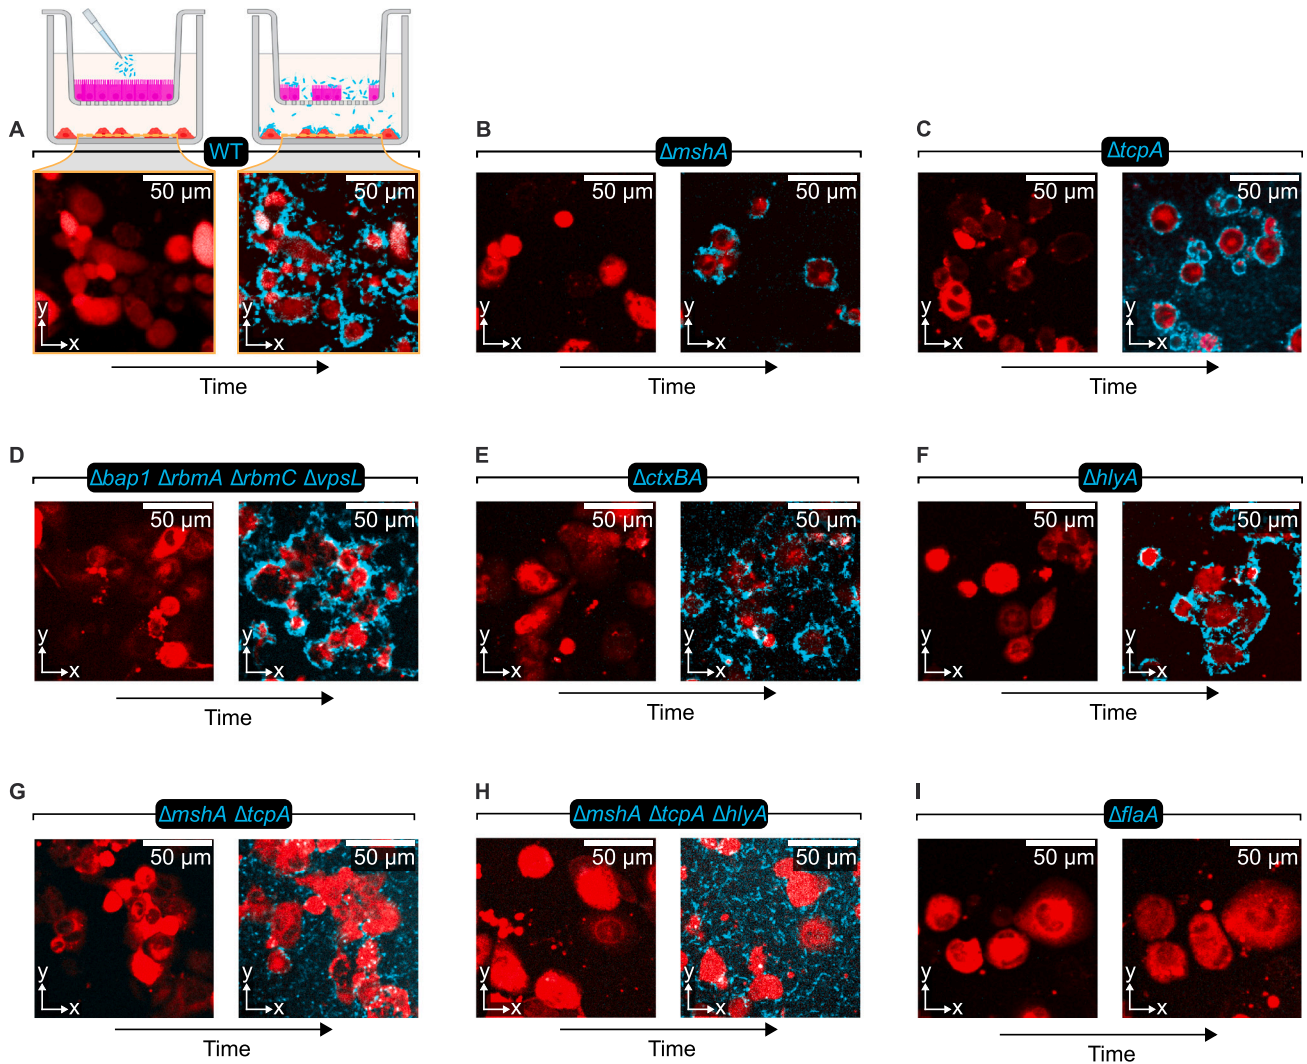 A
WT
50 μm
50 μm
y
x
y
x
Time
B
ΔmshA
50 μm
50 μm
y
x
y
x
Time
C
ΔtcpA
50 μm
50 μm
y
x
y
x
Time
D
Δbap1 ΔrbmA ΔrbmC ΔvpsL
50 μm
50 μm
y
x
y
x
Time
E
ΔctxBA
50 μm
50 μm
y
x
y
x
Time
F
ΔhlyA
50 μm
50 μm
y
x
y
x
Time
G
ΔmshA ΔtcpA
50 μm
50 μm
y
x
y
x
Time
H
ΔmshA ΔtcpA ΔhlyA
50 μm
50 μm
y
x
y
x
Time
I
ΔflaA
50 μm
50 μm
y
x
y
x
Time